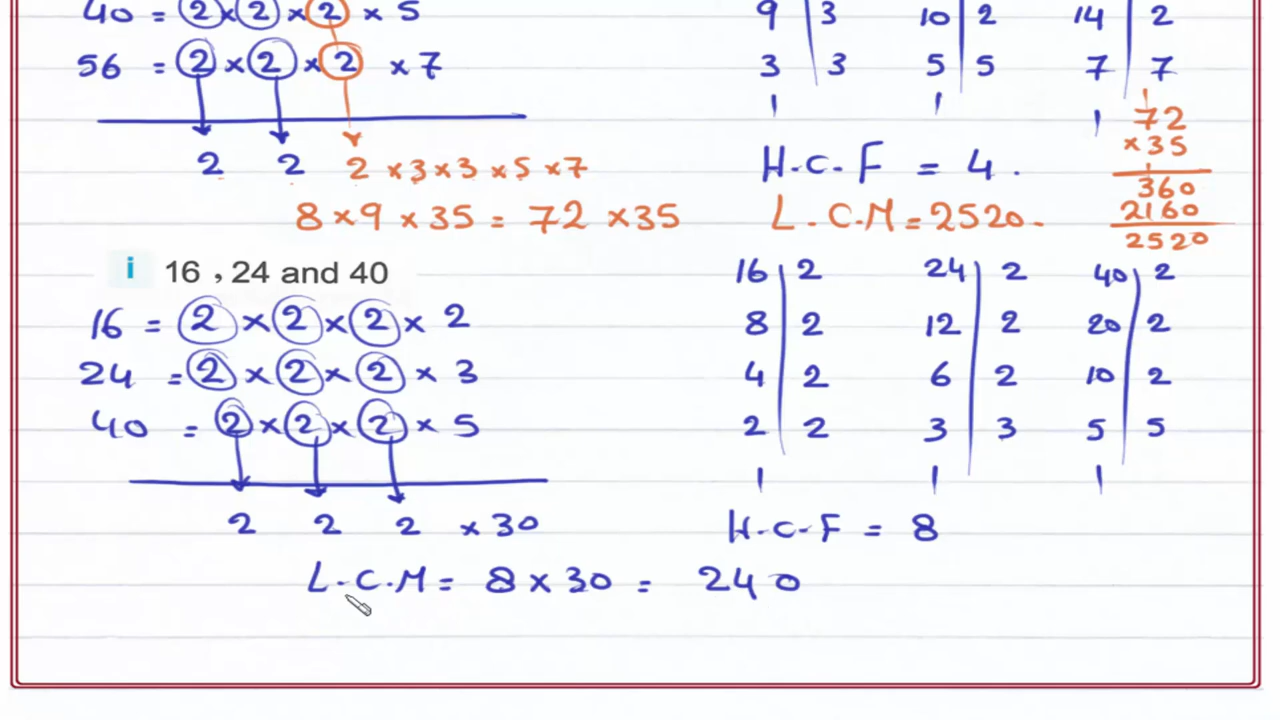 40 = 2 × 2 × 2 × 5
56 = 2 × 2 × 2 × 7
2 2 2 × 3 × 3 × 5 × 7
8 × 9 × 35 = 72 × 35
9 3 10 2 14 2
3 3 5 5 7 7
1 1 1
H.C.F = 4.
L.C.M = 2520.
72
×35
360
2160
2520
i 16 , 24 and 40
16 = 2 × 2 × 2 × 2
24 = 2 × 2 × 2 × 3
40 = 2 × 2 × 2 × 5
2 2 2 × 30
L.C.M = 8 × 30 = 240
16 2 24 2 40 2
8 2 12 2 20 2
4 2 6 2 10 2
2 2 3 3 5 5
1 1 1
H.C.F = 8